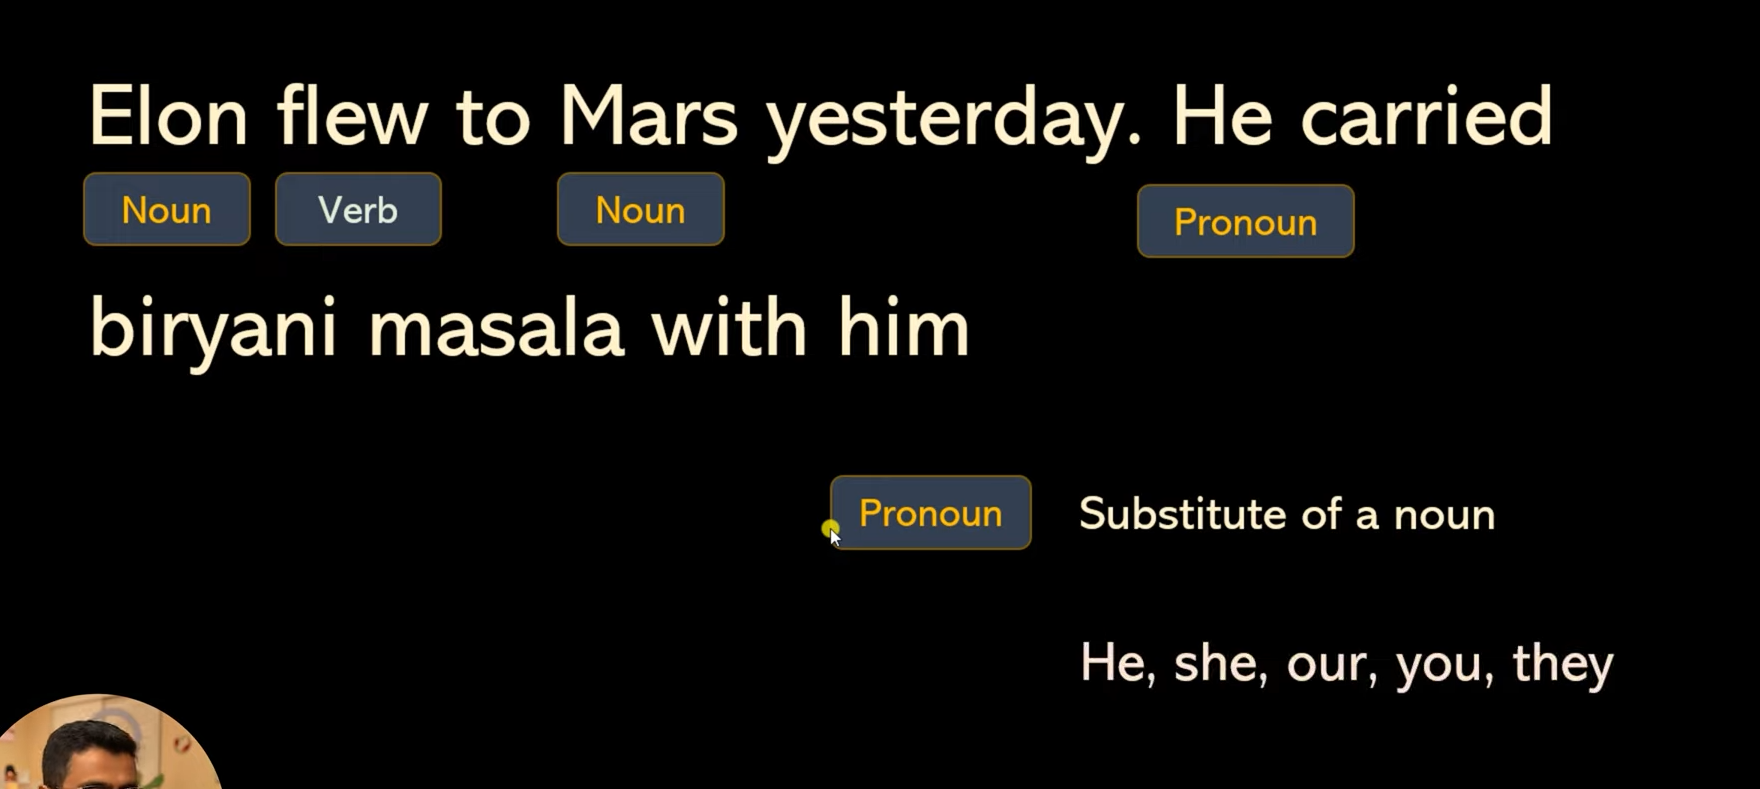 Elon flew to Mars yesterday. He carried
Noun Verb Noun Pronoun
biryani masala with him
Pronoun Substitute of a noun
He, she, our, you, they